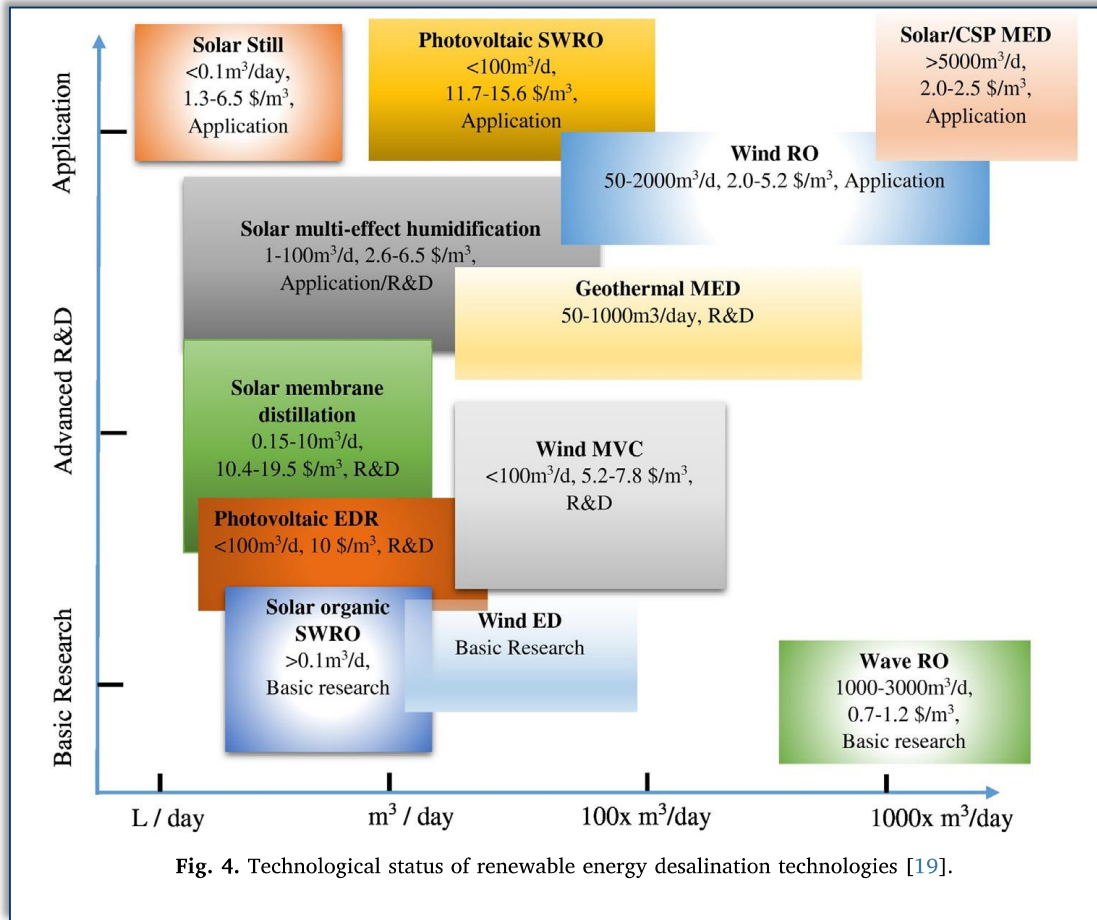 Application
Advanced R&D
Basic Research
Solar Still
<0.1m³/day,
1.3-6.5 $/m³,
Application
Photovoltaic SWRO
<100m³/d,
11.7-15.6 $/m³,
Application
Solar/CSP MED
>5000m³/d,
2.0-2.5 $/m³,
Application
Wind RO
50-2000m³/d, 2.0-5.2 $/m³, Application
Solar multi-effect humidification
1-100m³/d, 2.6-6.5 $/m³,
Application/R&D
Geothermal MED
50-1000m3/day, R&D
Solar membrane
distillation
0.15-10m³/d,
10.4-19.5 $/m³, R&D
Wind MVC
<100m³/d, 5.2-7.8 $/m³,
R&D
Photovoltaic EDR
<100m³/d, 10 $/m³, R&D
Solar organic
SWRO
>0.1m³/d,
Basic research
Wind ED
Basic Research
Wave RO
1000-3000m³/d,
0.7-1.2 $/m³,
Basic research
L / day
m³ / day
100x m³/day
1000x m³/day
Fig. 4. Technological status of renewable energy desalination technologies [19].